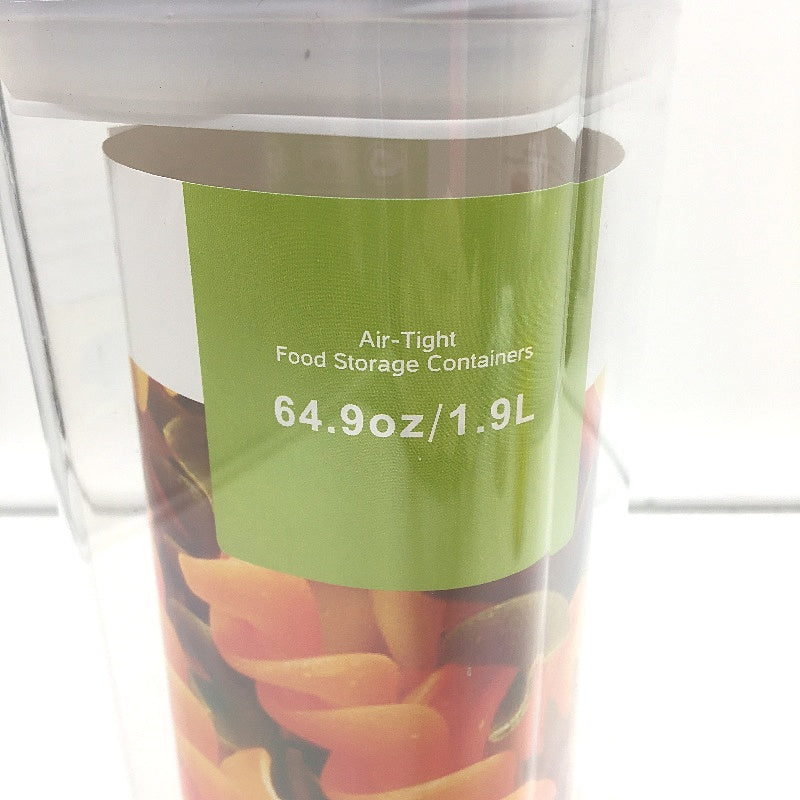 Air-Tight
Food Storage Containers
64.9oz/1.9L